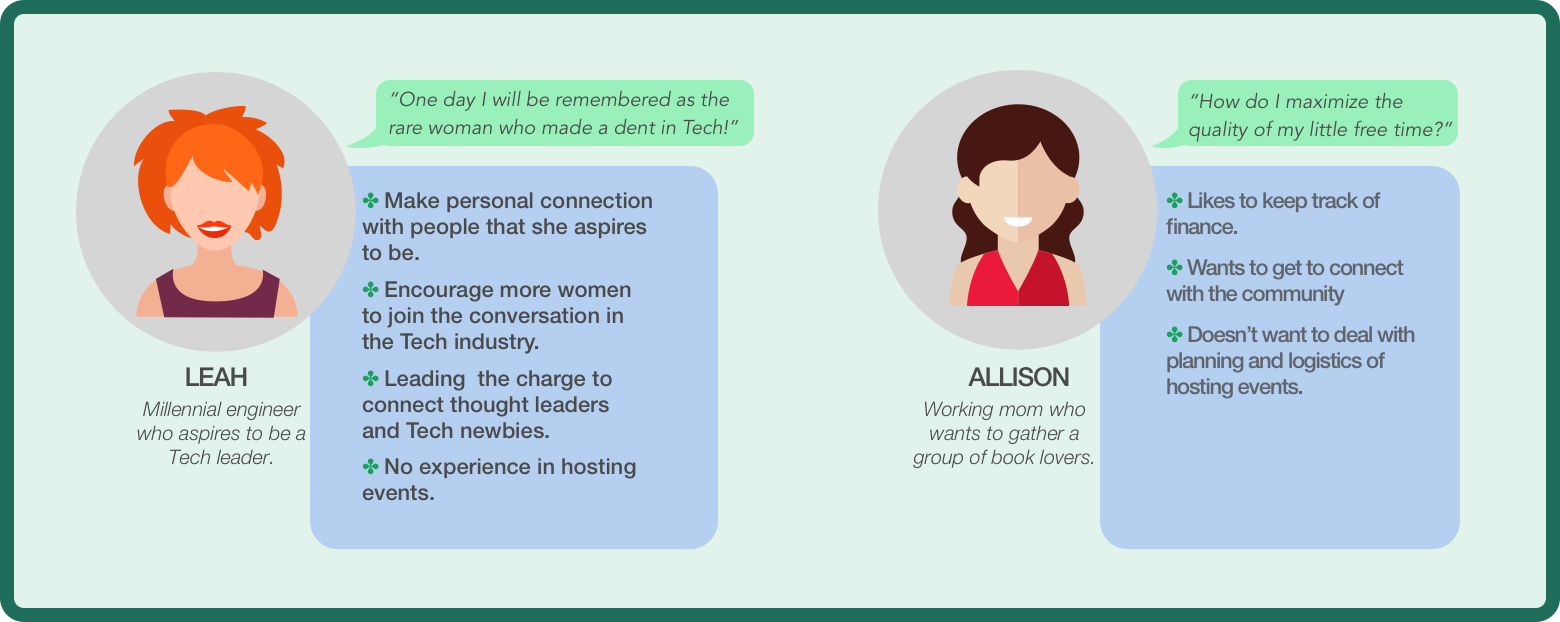 “One day I will be remembered as the
rare woman who made a dent in Tech!”
✤ Make personal connection
with people that she aspires
to be.
✤ Encourage more women
to join the conversation in
the Tech industry.
✤ Leading  the charge to
connect thought leaders
and Tech newbies.
✤ No experience in hosting
events.
LEAH
Millennial engineer
who aspires to be a
Tech leader.
“How do I maximize the
quality of my little free time?”
✤ Likes to keep track of
finance.
✤ Wants to get to connect
with the community
✤ Doesn’t want to deal with
planning and logistics of
hosting events.
ALLISON
Working mom who
wants to gather a
group of book lovers.